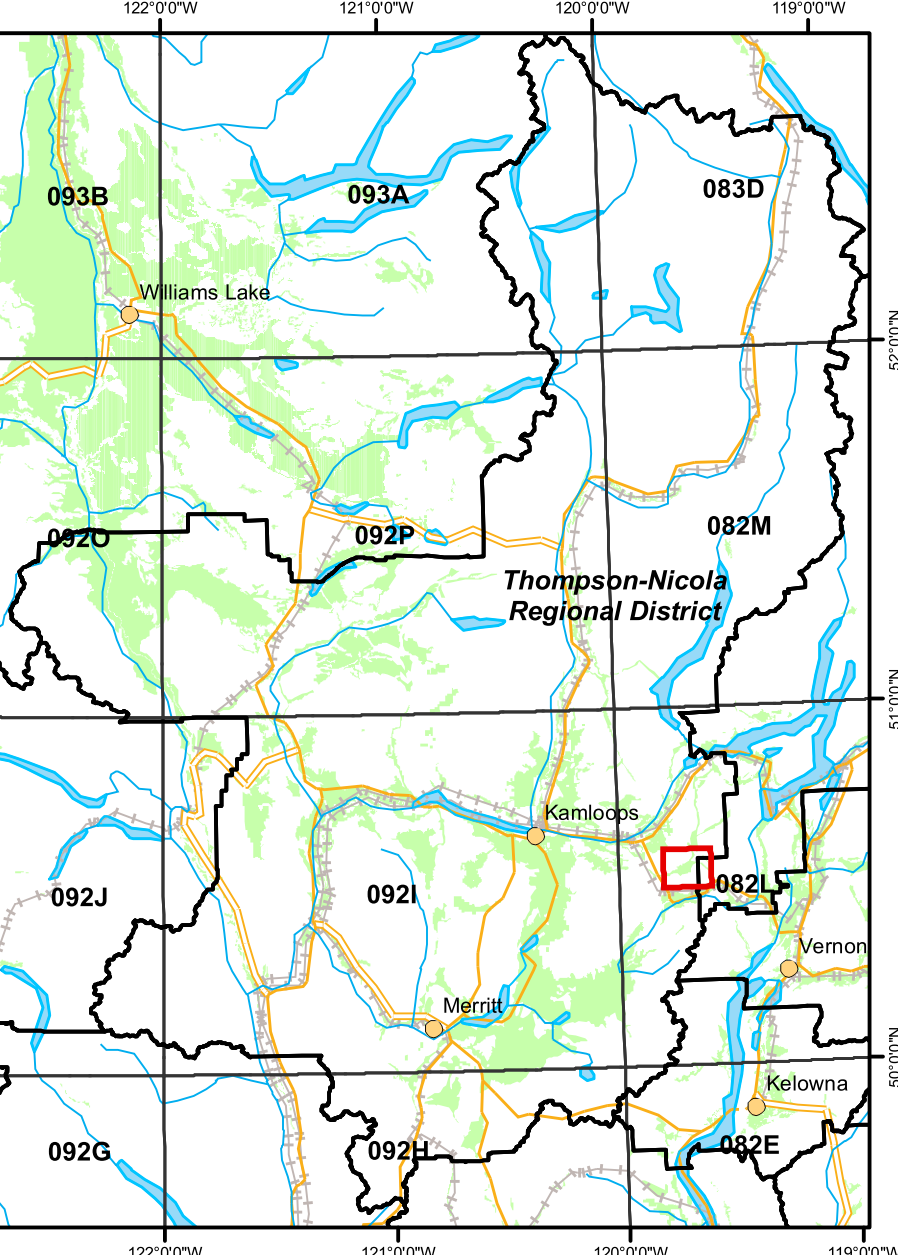 122°0'0"W
121°0'0"W
120°0'0"W
119°0'0"W
093B
093A
083D
Williams Lake
52°0'0"N
092O
092P
082M
Thompson-Nicola
Regional District
51°0'0"N
Kamloops
092J
092I
082L
Vernon
Merritt
50°0'0"N
Kelowna
092G
092H
082E
122°0'0"W
121°0'0"W
120°0'0"W
119°0'0"W